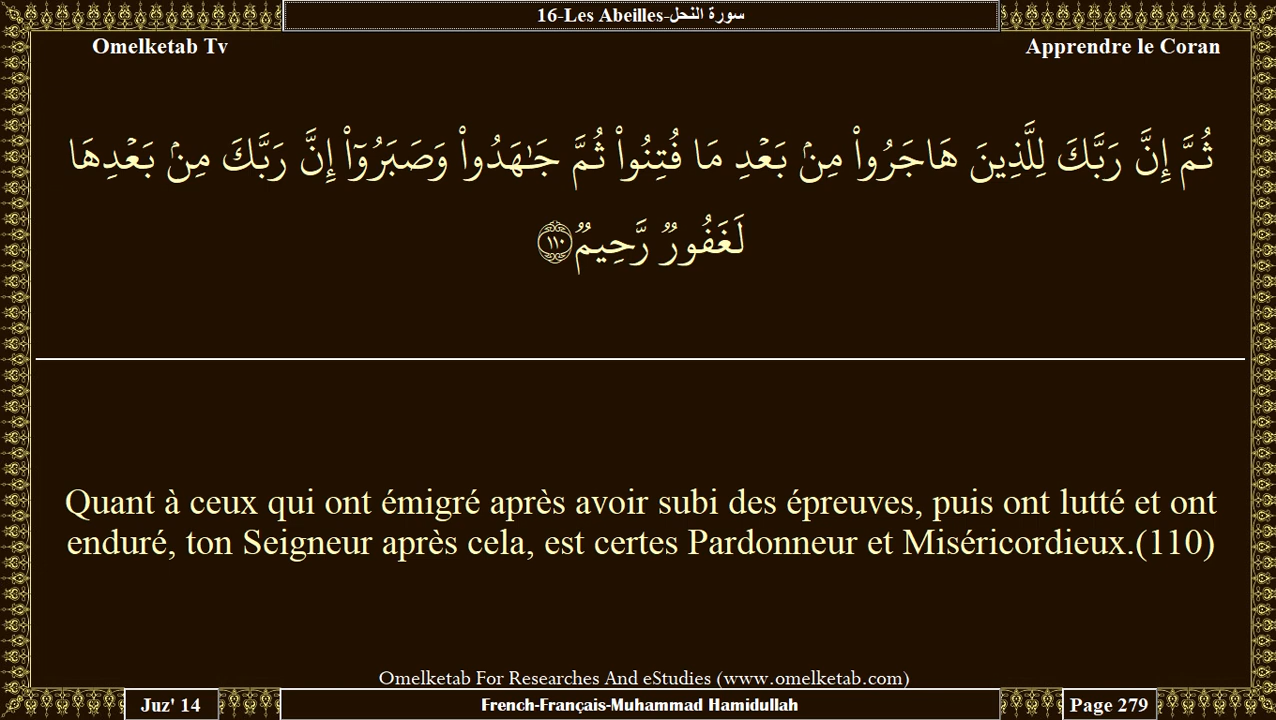 16-Les Abeilles-سورة النحل
Omelketab Tv
Apprendre le Coran
ثُمَّ إِنَّ رَبَّكَ لِلَّذِينَ هَاجَرُوا۟ مِنۢ بَعْدِ مَا فُتِنُوا۟ ثُمَّ جَـٰهَدُوا۟ وَصَبَرُوٓا۟ إِنَّ رَبَّكَ مِنۢ بَعْدِهَا
لَغَفُورٌۭ رَّحِيمٌۭ ﴿١١٠﴾
Quant à ceux qui ont émigré après avoir subi des épreuves, puis ont lutté et ont
enduré, ton Seigneur après cela, est certes Pardonneur et Miséricordieux.(110)
Omelketab For Researches And eStudies (www.omelketab.com)
Juz' 14
French-Français-Muhammad Hamidullah
Page 279